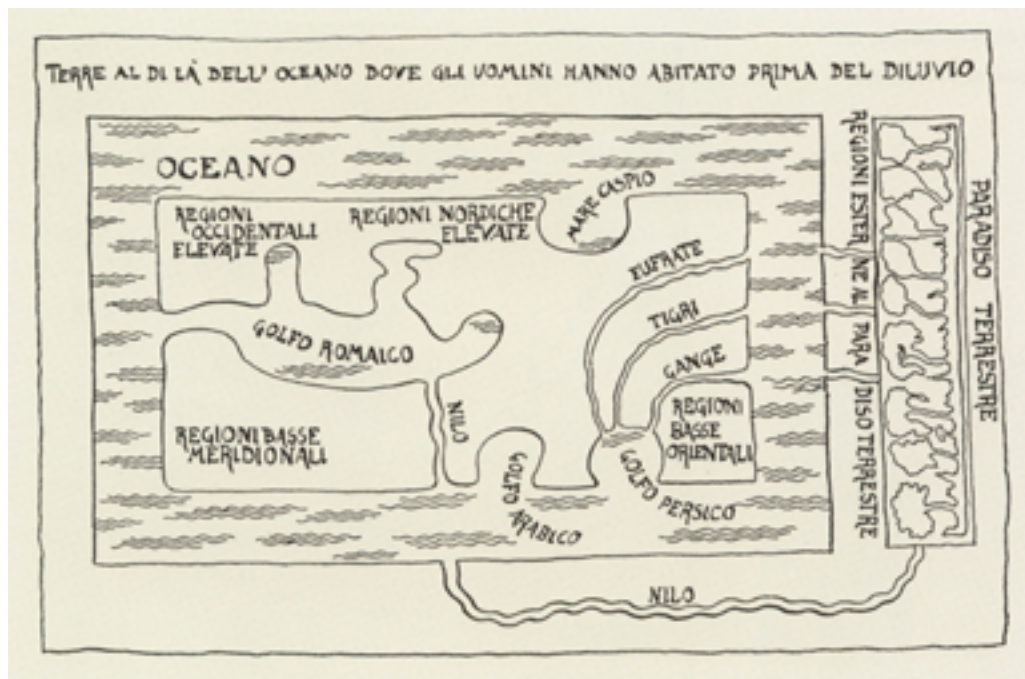 TERRE AL DI LÀ DELL' OCEANO DOVE GLI UOMINI HANNO ABITATO PRIMA DEL DILUVIO
OCEANO
REGIONI
OCCIDENTALI
ELEVATE
REGIONI NORDICHE
ELEVATE
MARE CASPIO
EUFRATE
TIGRI
GANGE
GOLFO ROMAICO
NILO
REGIONI BASSE
MERIDIONALI
GOLFO ARABICO
GOLFO PERSICO
REGIONI
BASSE
ORIENTALI
REGIONI ESTERNE AL PARADISO TERRESTRE
PARADISO TERRESTRE
NILO